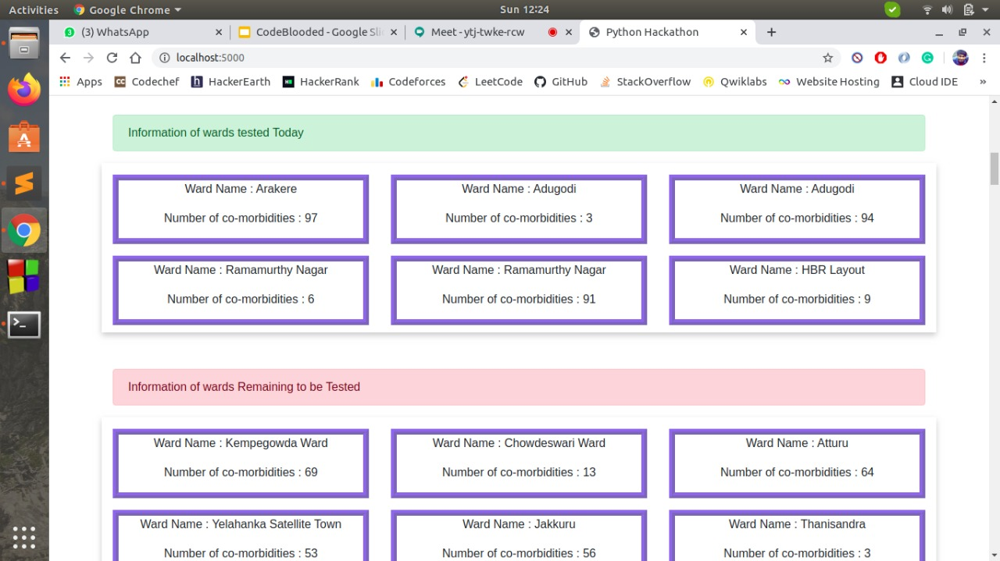 Activities Google Chrome Sun 12:24
(3) WhatsApp CodeBlooded - Google Sli Meet - ytj-twke-rcw Python Hackathon
localhost:5000
Apps Codechef HackerEarth HackerRank Codeforces LeetCode GitHub StackOverflow Qwiklabs Website Hosting Cloud IDE »
Information of wards tested Today
Ward Name : Arakere Ward Name : Adugodi Ward Name : Adugodi
Number of co-morbidities : 97 Number of co-morbidities : 3 Number of co-morbidities : 94
Ward Name : Ramamurthy Nagar Ward Name : Ramamurthy Nagar Ward Name : HBR Layout
Number of co-morbidities : 6 Number of co-morbidities : 91 Number of co-morbidities : 9
Information of wards Remaining to be Tested
Ward Name : Kempegowda Ward Ward Name : Chowdeswari Ward Ward Name : Atturu
Number of co-morbidities : 69 Number of co-morbidities : 13 Number of co-morbidities : 64
Ward Name : Yelahanka Satellite Town Ward Name : Jakkuru Ward Name : Thanisandra
Number of co-morbidities : 53 Number of co-morbidities : 56 Number of co-morbidities : 3